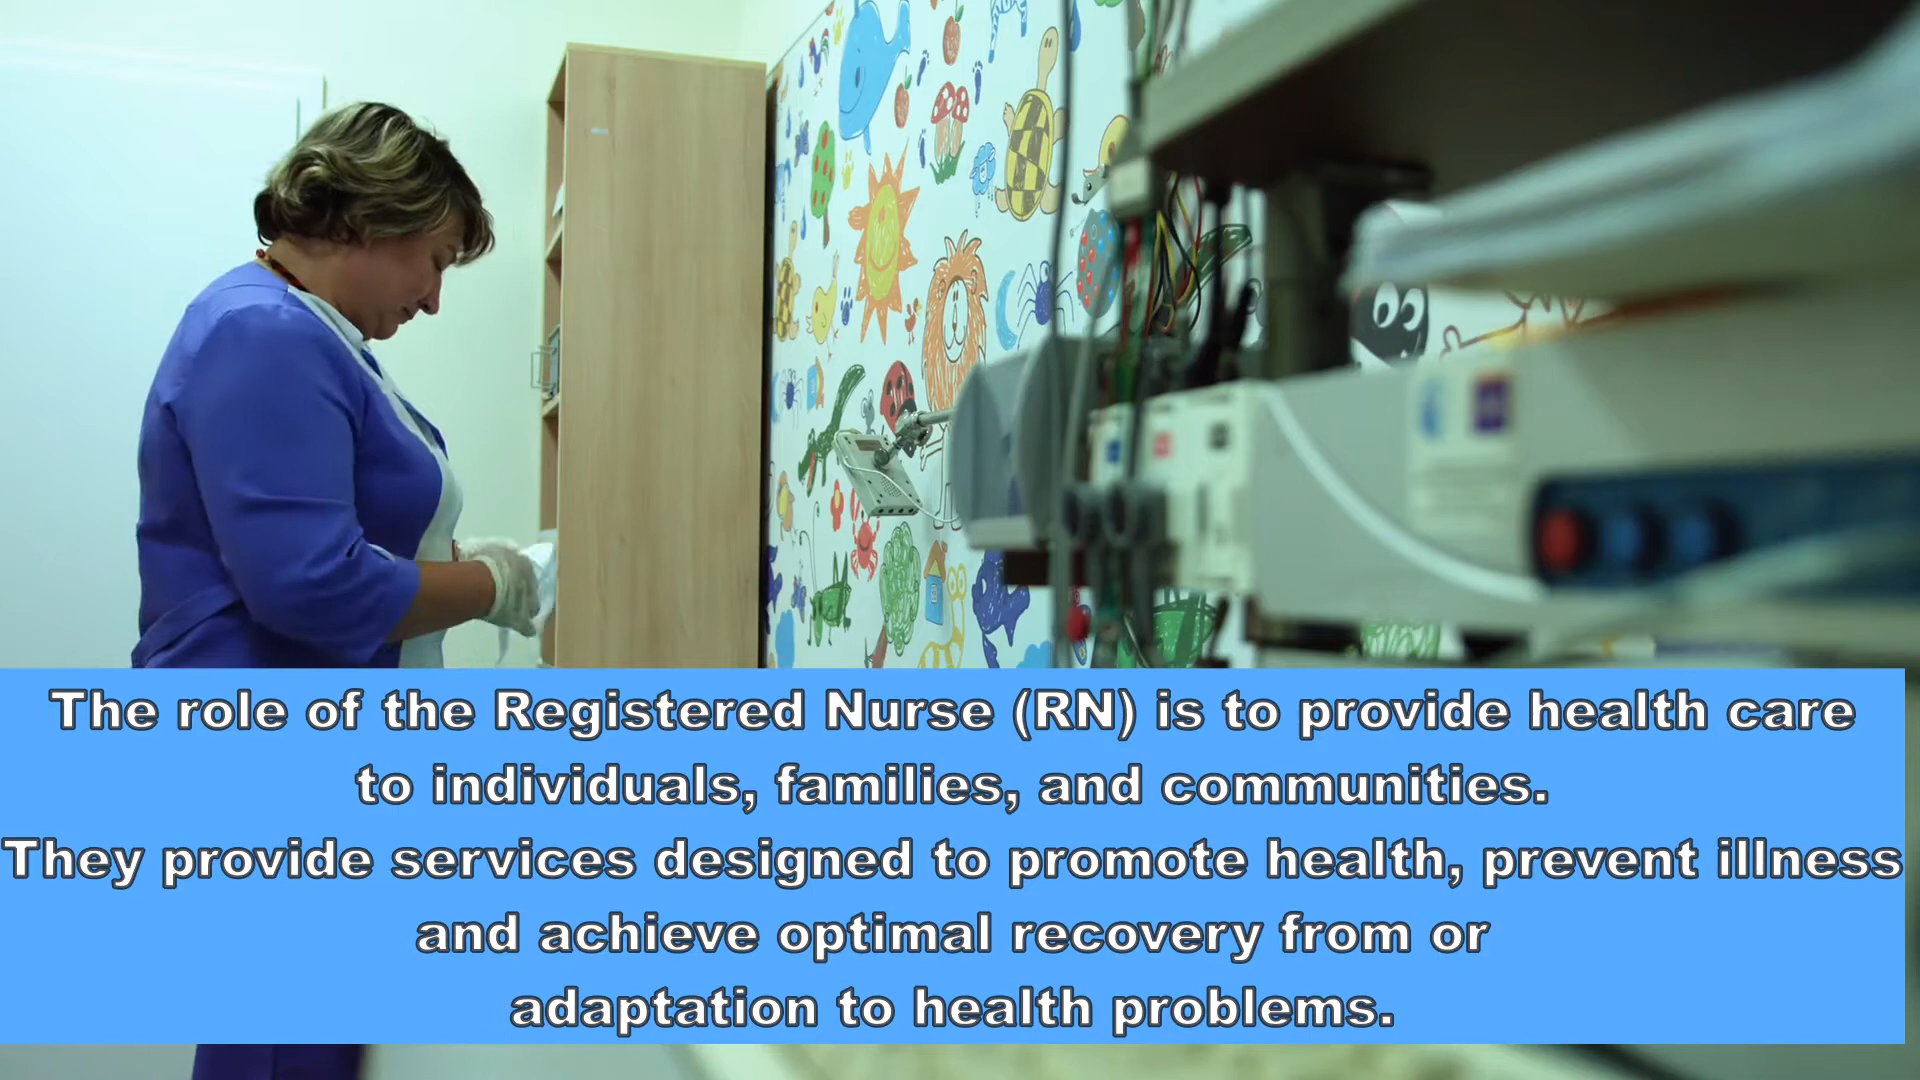 The role of the Registered Nurse (RN) is to provide health care
to individuals, families, and communities.
They provide services designed to promote health, prevent illness
and achieve optimal recovery from or
adaptation to health problems.